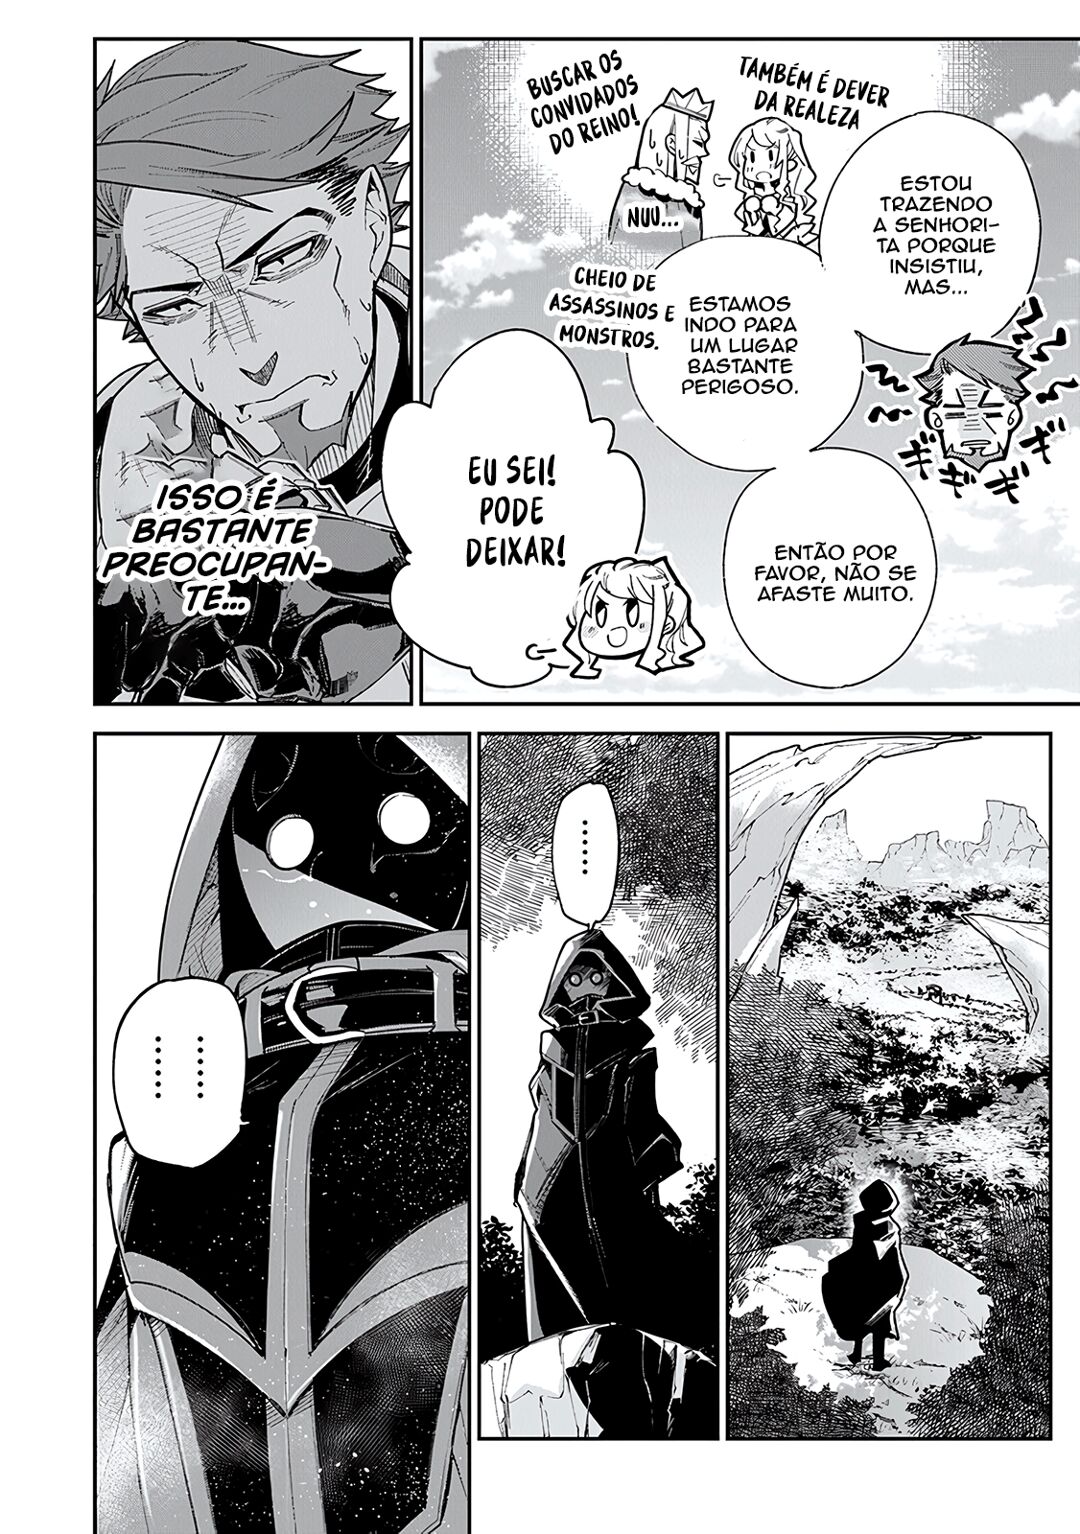 ESTOU
TRAZENDO
A SENHORI-
TA PORQUE
INSISTIU,
MAS...
TAMBÉM É DEVER
DA REALEZA
BUSCAR OS
CONVIDADOS
DO REINO!
NUU...
ESTAMOS
INDO PARA
UM LUGAR
BASTANTE
PERIGOSO.
CHEIO DE
ASSASSINOS E
MONSTROS.
ギギギギ
ENTÃO POR
FAVOR, NÃO SE
AFASTE MUITO.
EU SEI!
PODE
DEIXAR!
ISSO É
BASTANTE
PREOCUPAN-
TE...
......
......
......